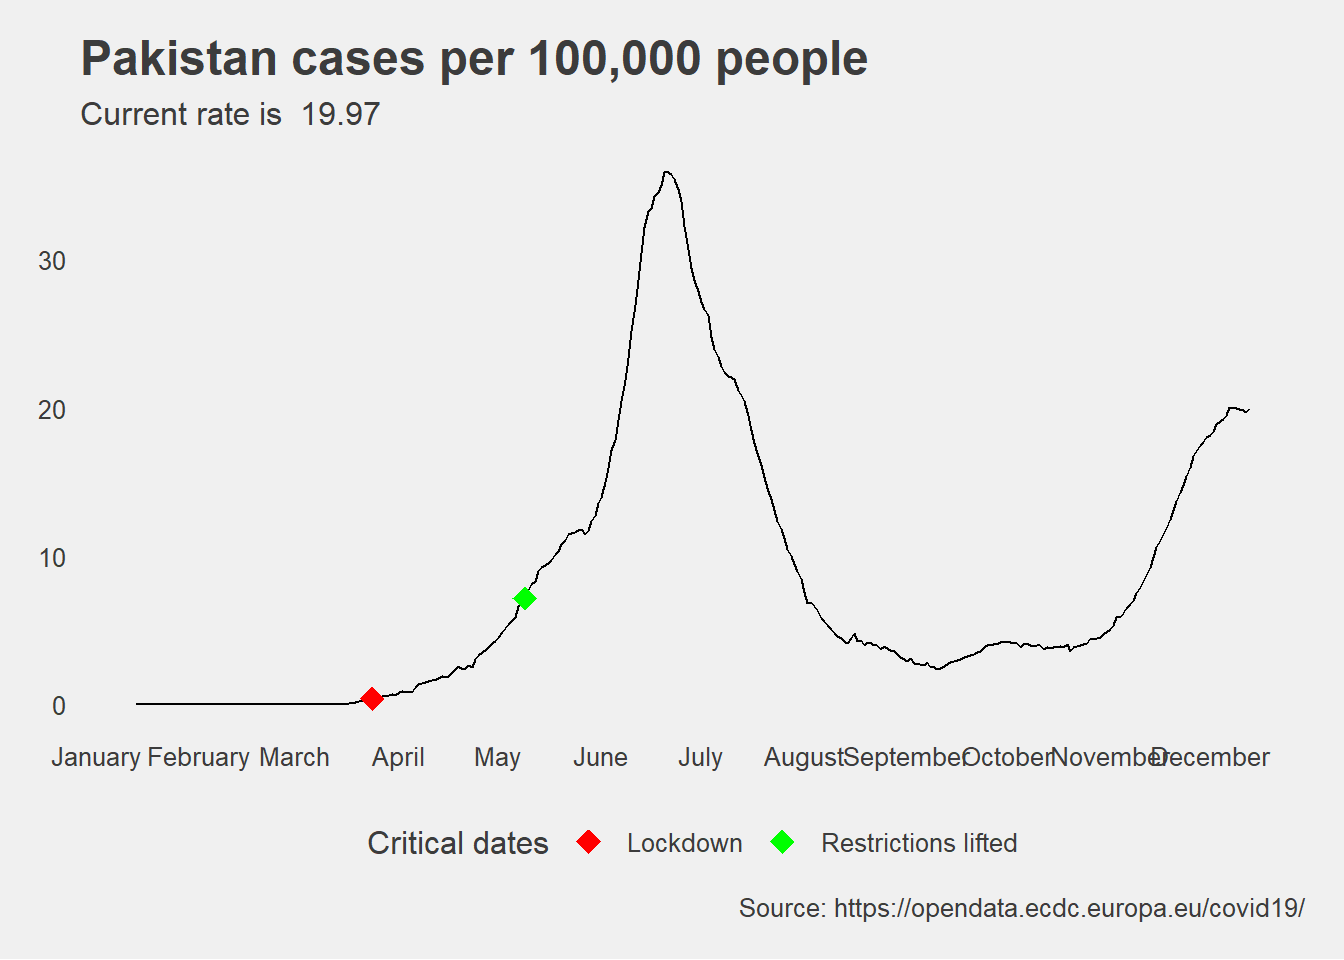 Pakistan cases per 100,000 people
Current rate is  19.97
30
20
10
0
January February March April May June July August September October November December
Critical dates Lockdown Restrictions lifted
Source: https://opendata.ecdc.europa.eu/covid19/